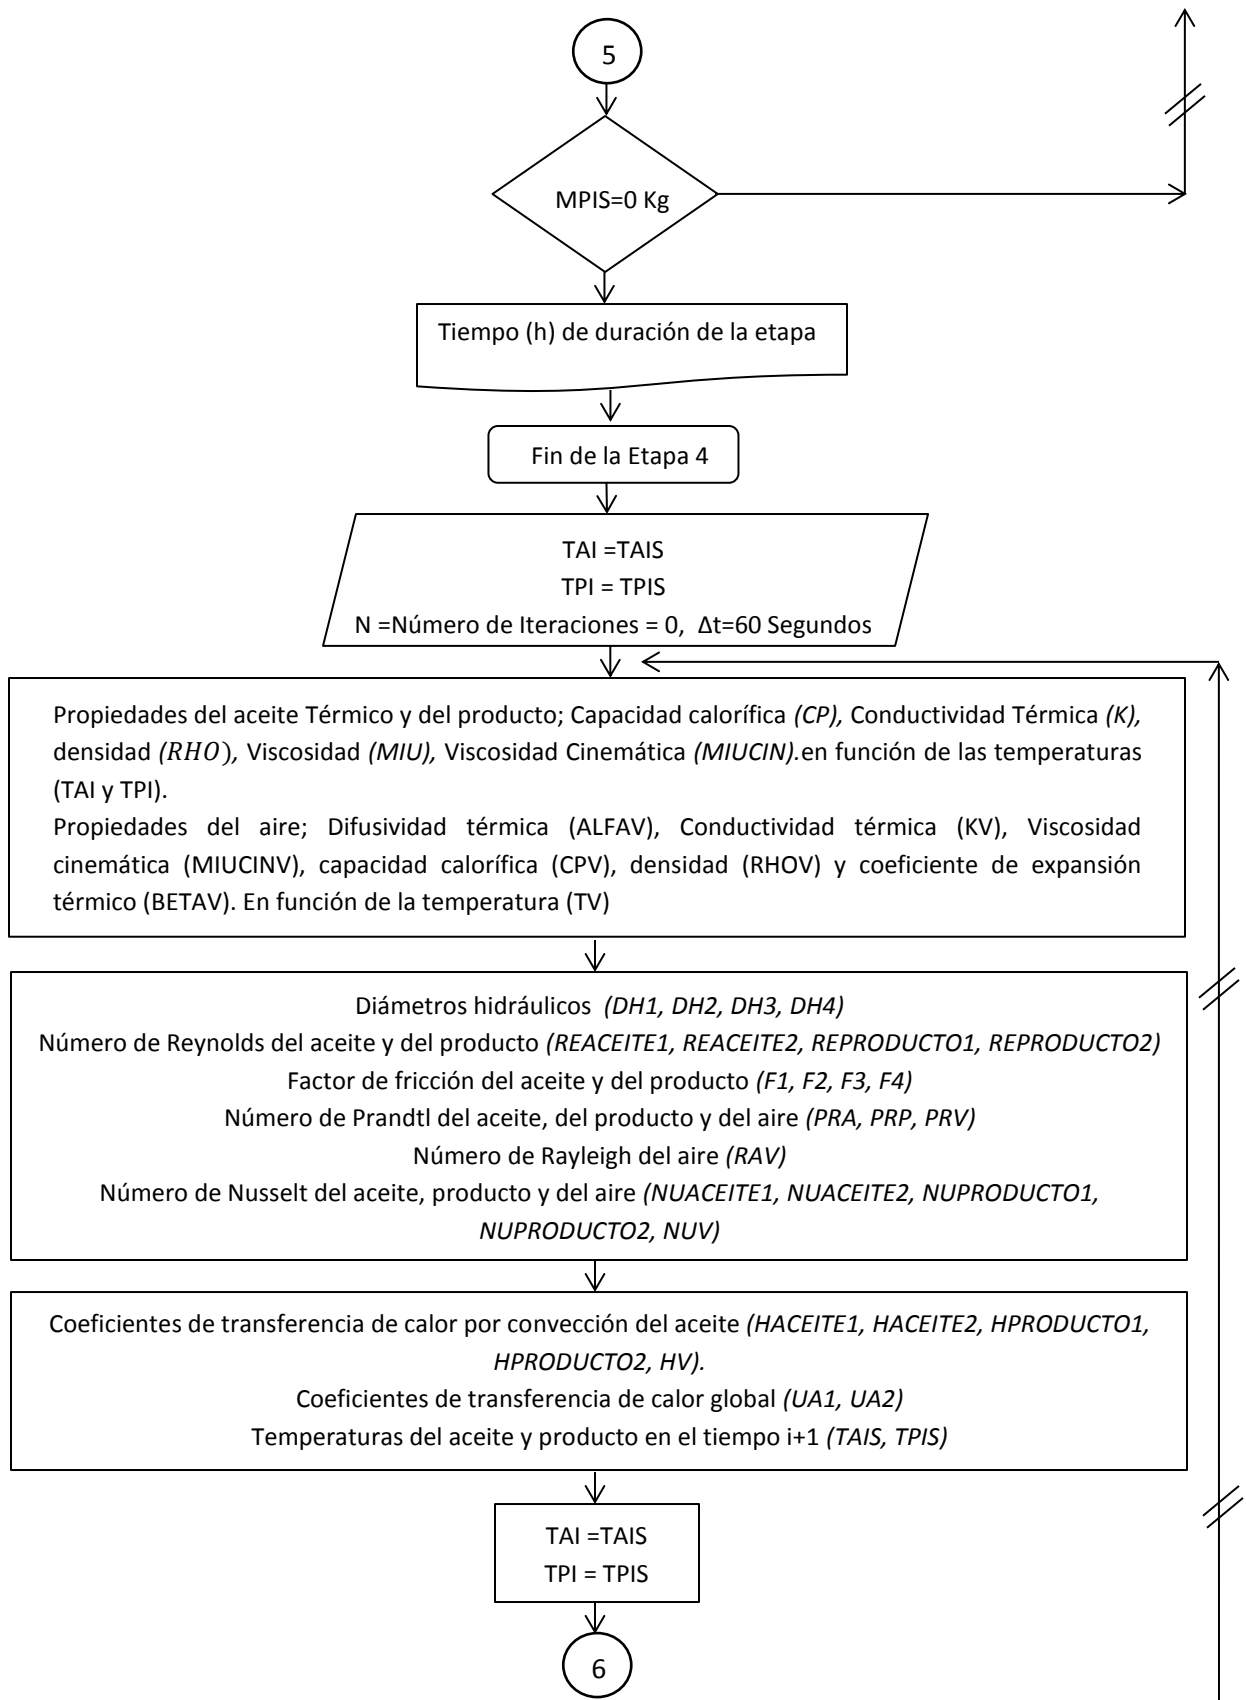 5
MPIS=0 Kg
Tiempo (h) de duración de la etapa
Fin de la Etapa 4
TAI =TAIS
TPI = TPIS
N =Número de Iteraciones = 0, Δt=60 Segundos
Propiedades del aceite Térmico y del producto; Capacidad calorífica (CP), Conductividad Térmica (K),
densidad (RHO), Viscosidad (MIU), Viscosidad Cinemática (MIUCIN).en función de las temperaturas
(TAI y TPI).
Propiedades del aire; Difusividad térmica (ALFAV), Conductividad térmica (KV), Viscosidad
cinemática (MIUCINV), capacidad calorífica (CPV), densidad (RHOV) y coeficiente de expansión
térmico (BETAV). En función de la temperatura (TV)
Diámetros hidráulicos (DH1, DH2, DH3, DH4)
Número de Reynolds del aceite y del producto (REACEITE1, REACEITE2, REPRODUCTO1, REPRODUCTO2)
Factor de fricción del aceite y del producto (F1, F2, F3, F4)
Número de Prandtl del aceite, del producto y del aire (PRA, PRP, PRV)
Número de Rayleigh del aire (RAV)
Número de Nusselt del aceite, producto y del aire (NUACEITE1, NUACEITE2, NUPRODUCTO1,
NUPRODUCTO2, NUV)
Coeficientes de transferencia de calor por convección del aceite (HACEITE1, HACEITE2, HPRODUCTO1,
HPRODUCTO2, HV).
Coeficientes de transferencia de calor global (UA1, UA2)
Temperaturas del aceite y producto en el tiempo i+1 (TAIS, TPIS)
TAI =TAIS
TPI = TPIS
6